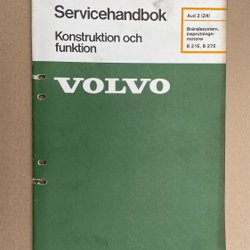 Servicehandbok
Konstruktion och
funktion
Avd 2 (24)
Bränslesystem,
insprutnings-
motorer
B 21E, B 27E
VOLVO